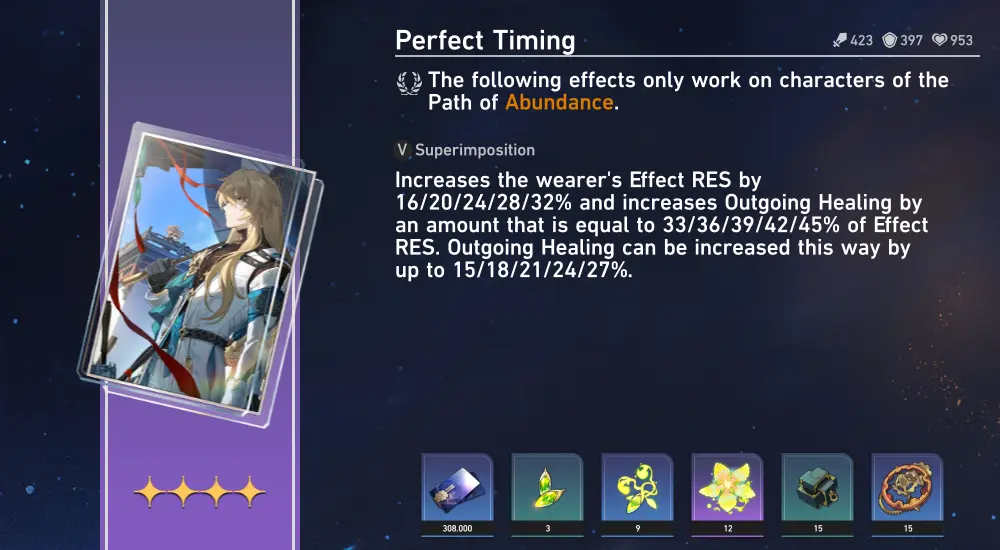 Perfect Timing 423 397 953
The following effects only work on characters of the
Path of Abundance.
V Superimposition
Increases the wearer's Effect RES by
16/20/24/28/32% and increases Outgoing Healing by
an amount that is equal to 33/36/39/42/45% of Effect
RES. Outgoing Healing can be increased this way by
up to 15/18/21/24/27%.
308.000 3 9 12 15 15